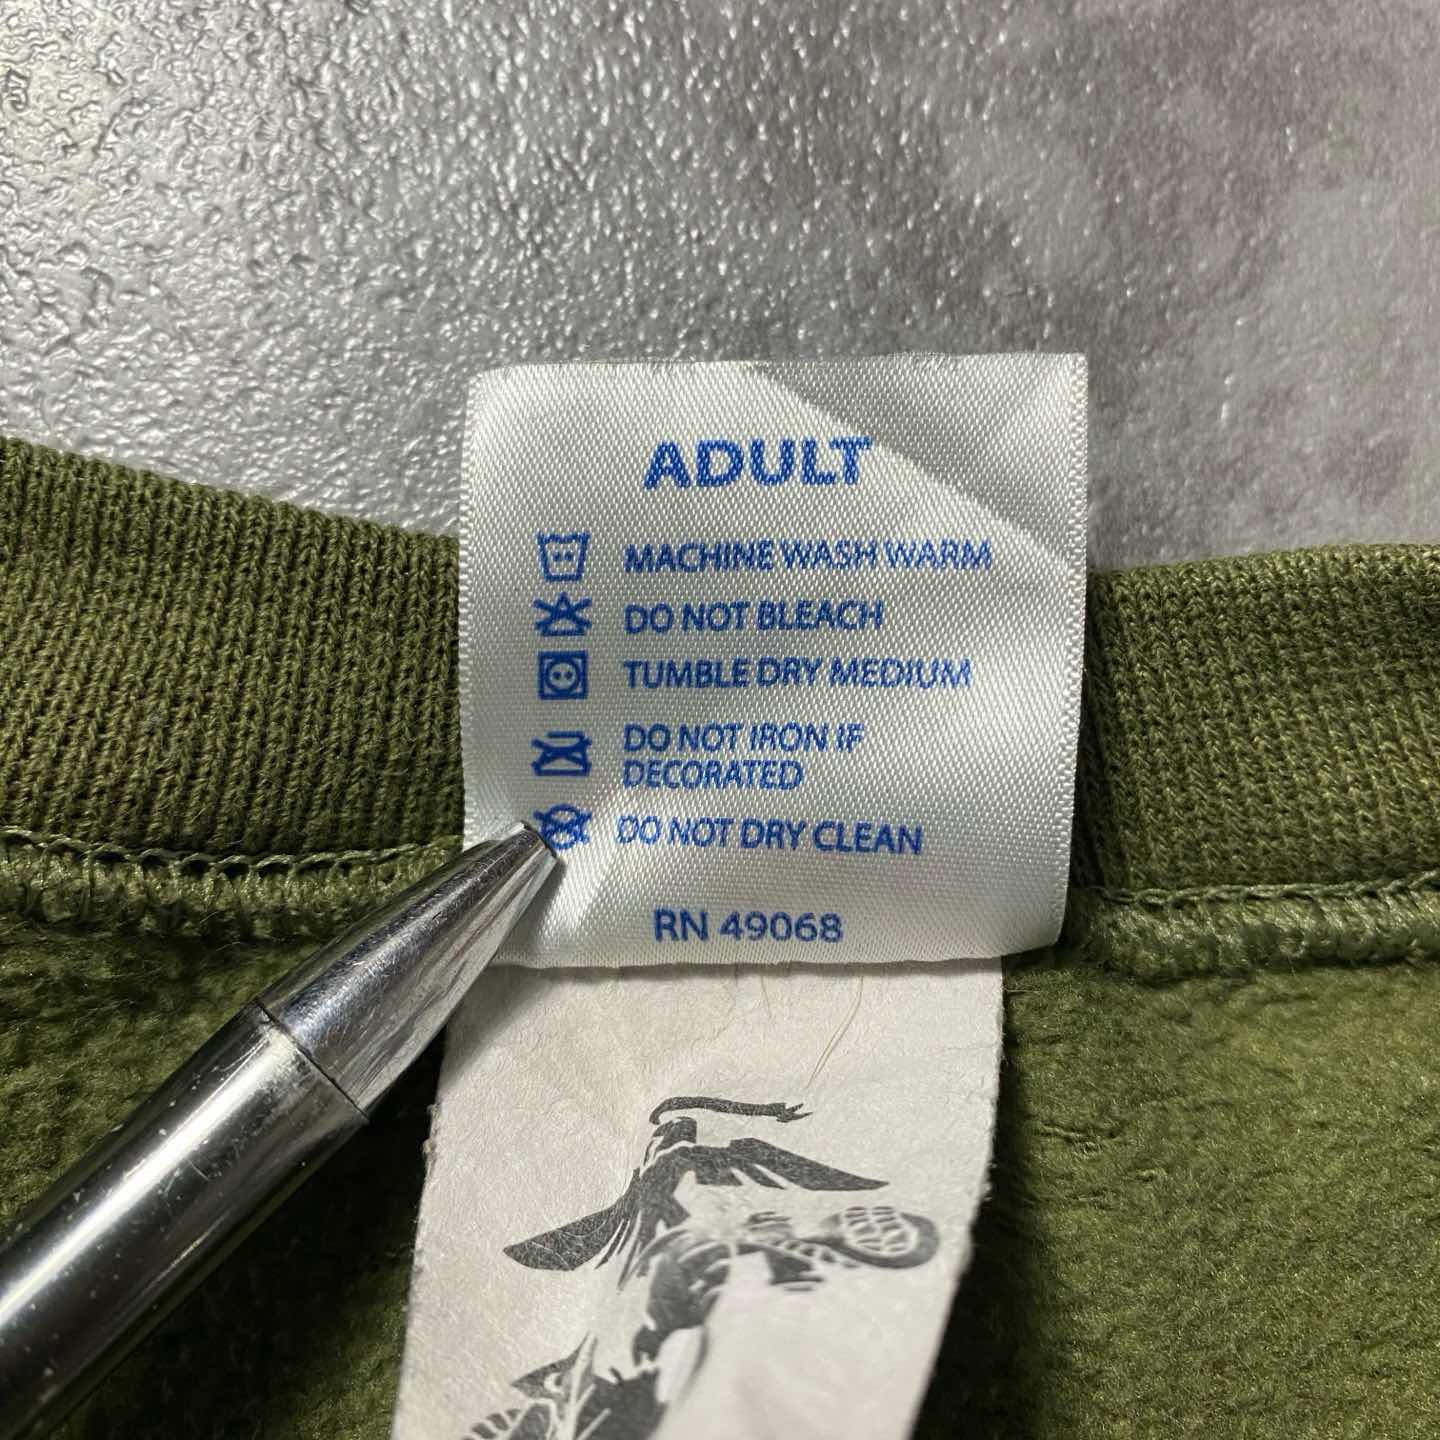 ADULT
MACHINE WASH WARM
DO NOT BLEACH
TUMBLE DRY MEDIUM
DO NOT IRON IF
DECORATED
DO NOT DRY CLEAN
RN 49068